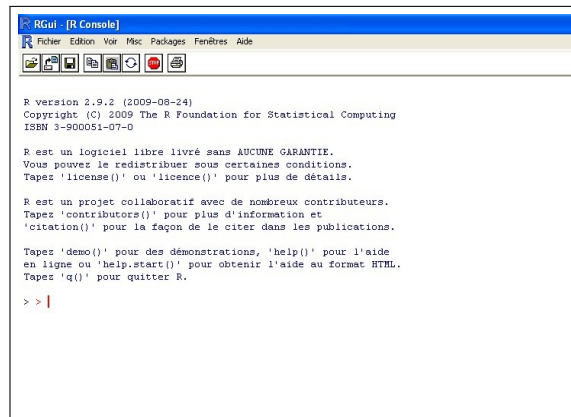 RGui - [R Console]
Fichier Edition Voir Misc Packages Fenêtres Aide
STOP
R version 2.9.2 (2009-08-24)
Copyright (C) 2009 The R Foundation for Statistical Computing
ISBN 3-900051-07-0
R est un logiciel libre livré sans AUCUNE GARANTIE.
Vous pouvez le redistribuer sous certaines conditions.
Tapez 'license()' ou 'licence()' pour plus de détails.
R est un projet collaboratif avec de nombreux contributeurs.
Tapez 'contributors()' pour plus d'information et
'citation()' pour la façon de le citer dans les publications.
Tapez 'demo()' pour des démonstrations, 'help()' pour l'aide
en ligne ou 'help.start()' pour obtenir l'aide au format HTML.
Tapez 'q()' pour quitter R.
> >